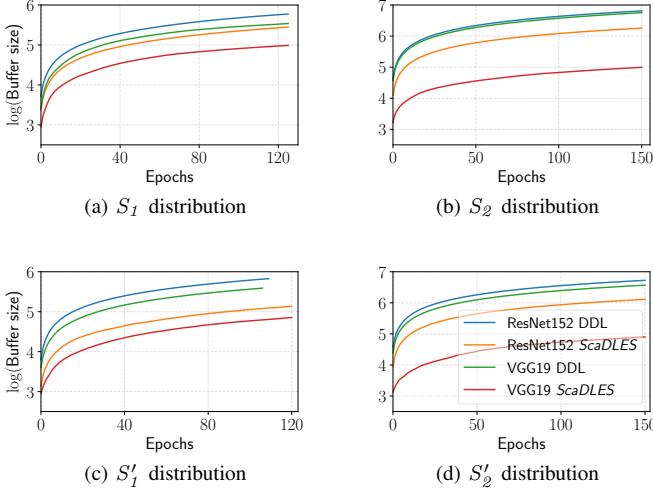 6
5
4
3
log(Buffer size)
0 40 80 120
Epochs
(a) S1 distribution
7
6
5
4
3
0 50 100 150
Epochs
(b) S2 distribution
6
5
4
3
log(Buffer size)
0 40 80 120
Epochs
(c) S′1 distribution
7
6
5
4
3
2
ResNet152 DDL
ResNet152 ScaDLES
VGG19 DDL
VGG19 ScaDLES
0 50 100 150
Epochs
(d) S′2 distribution